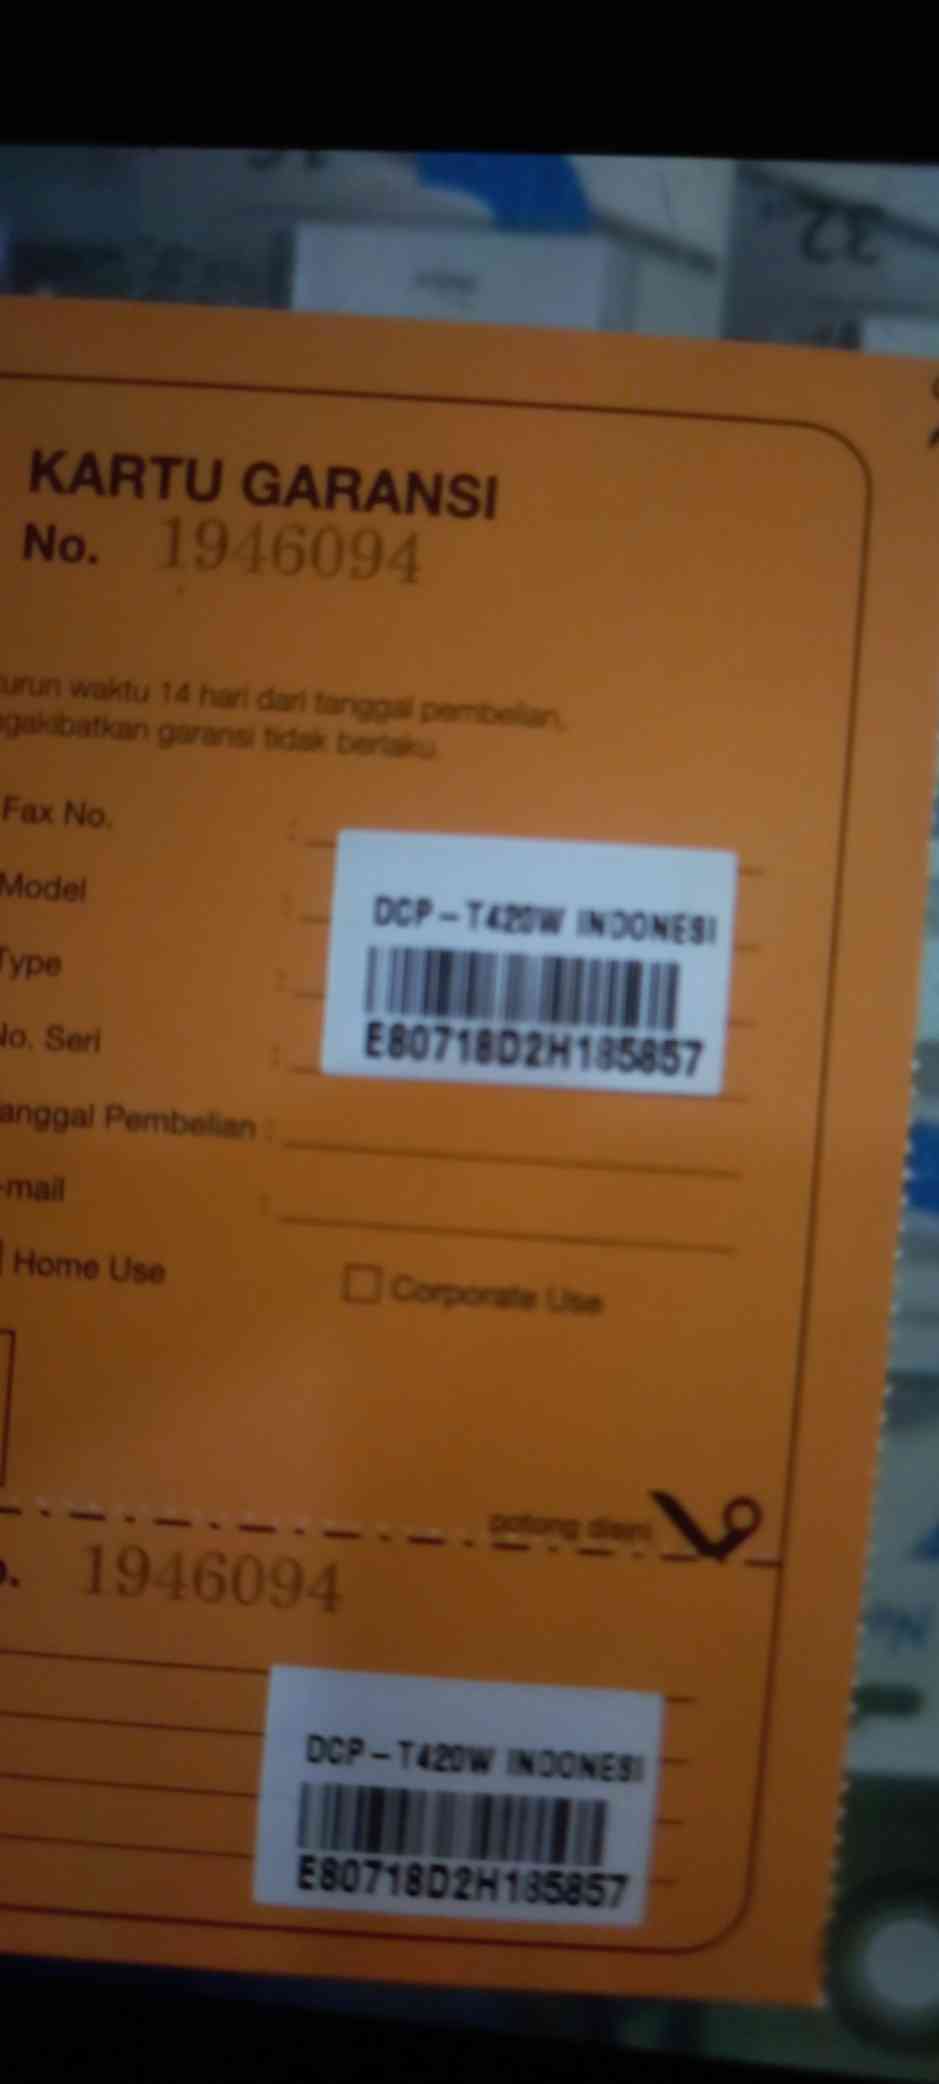 KARTU GARANSI
No. 1946094
urun waktu 14 hari dari tanggal pembelian,
gakibatkan garansi tidak berlaku.
Fax No. :
Model :
Type :
No. Seri :
DCP-T420W INDONESI
E80718D2H185857
anggal Pembelian :
-mail :
Home Use
Corporate Use
potong disini
1946094
DCP-T420W INDONESI
E80718D2H185857